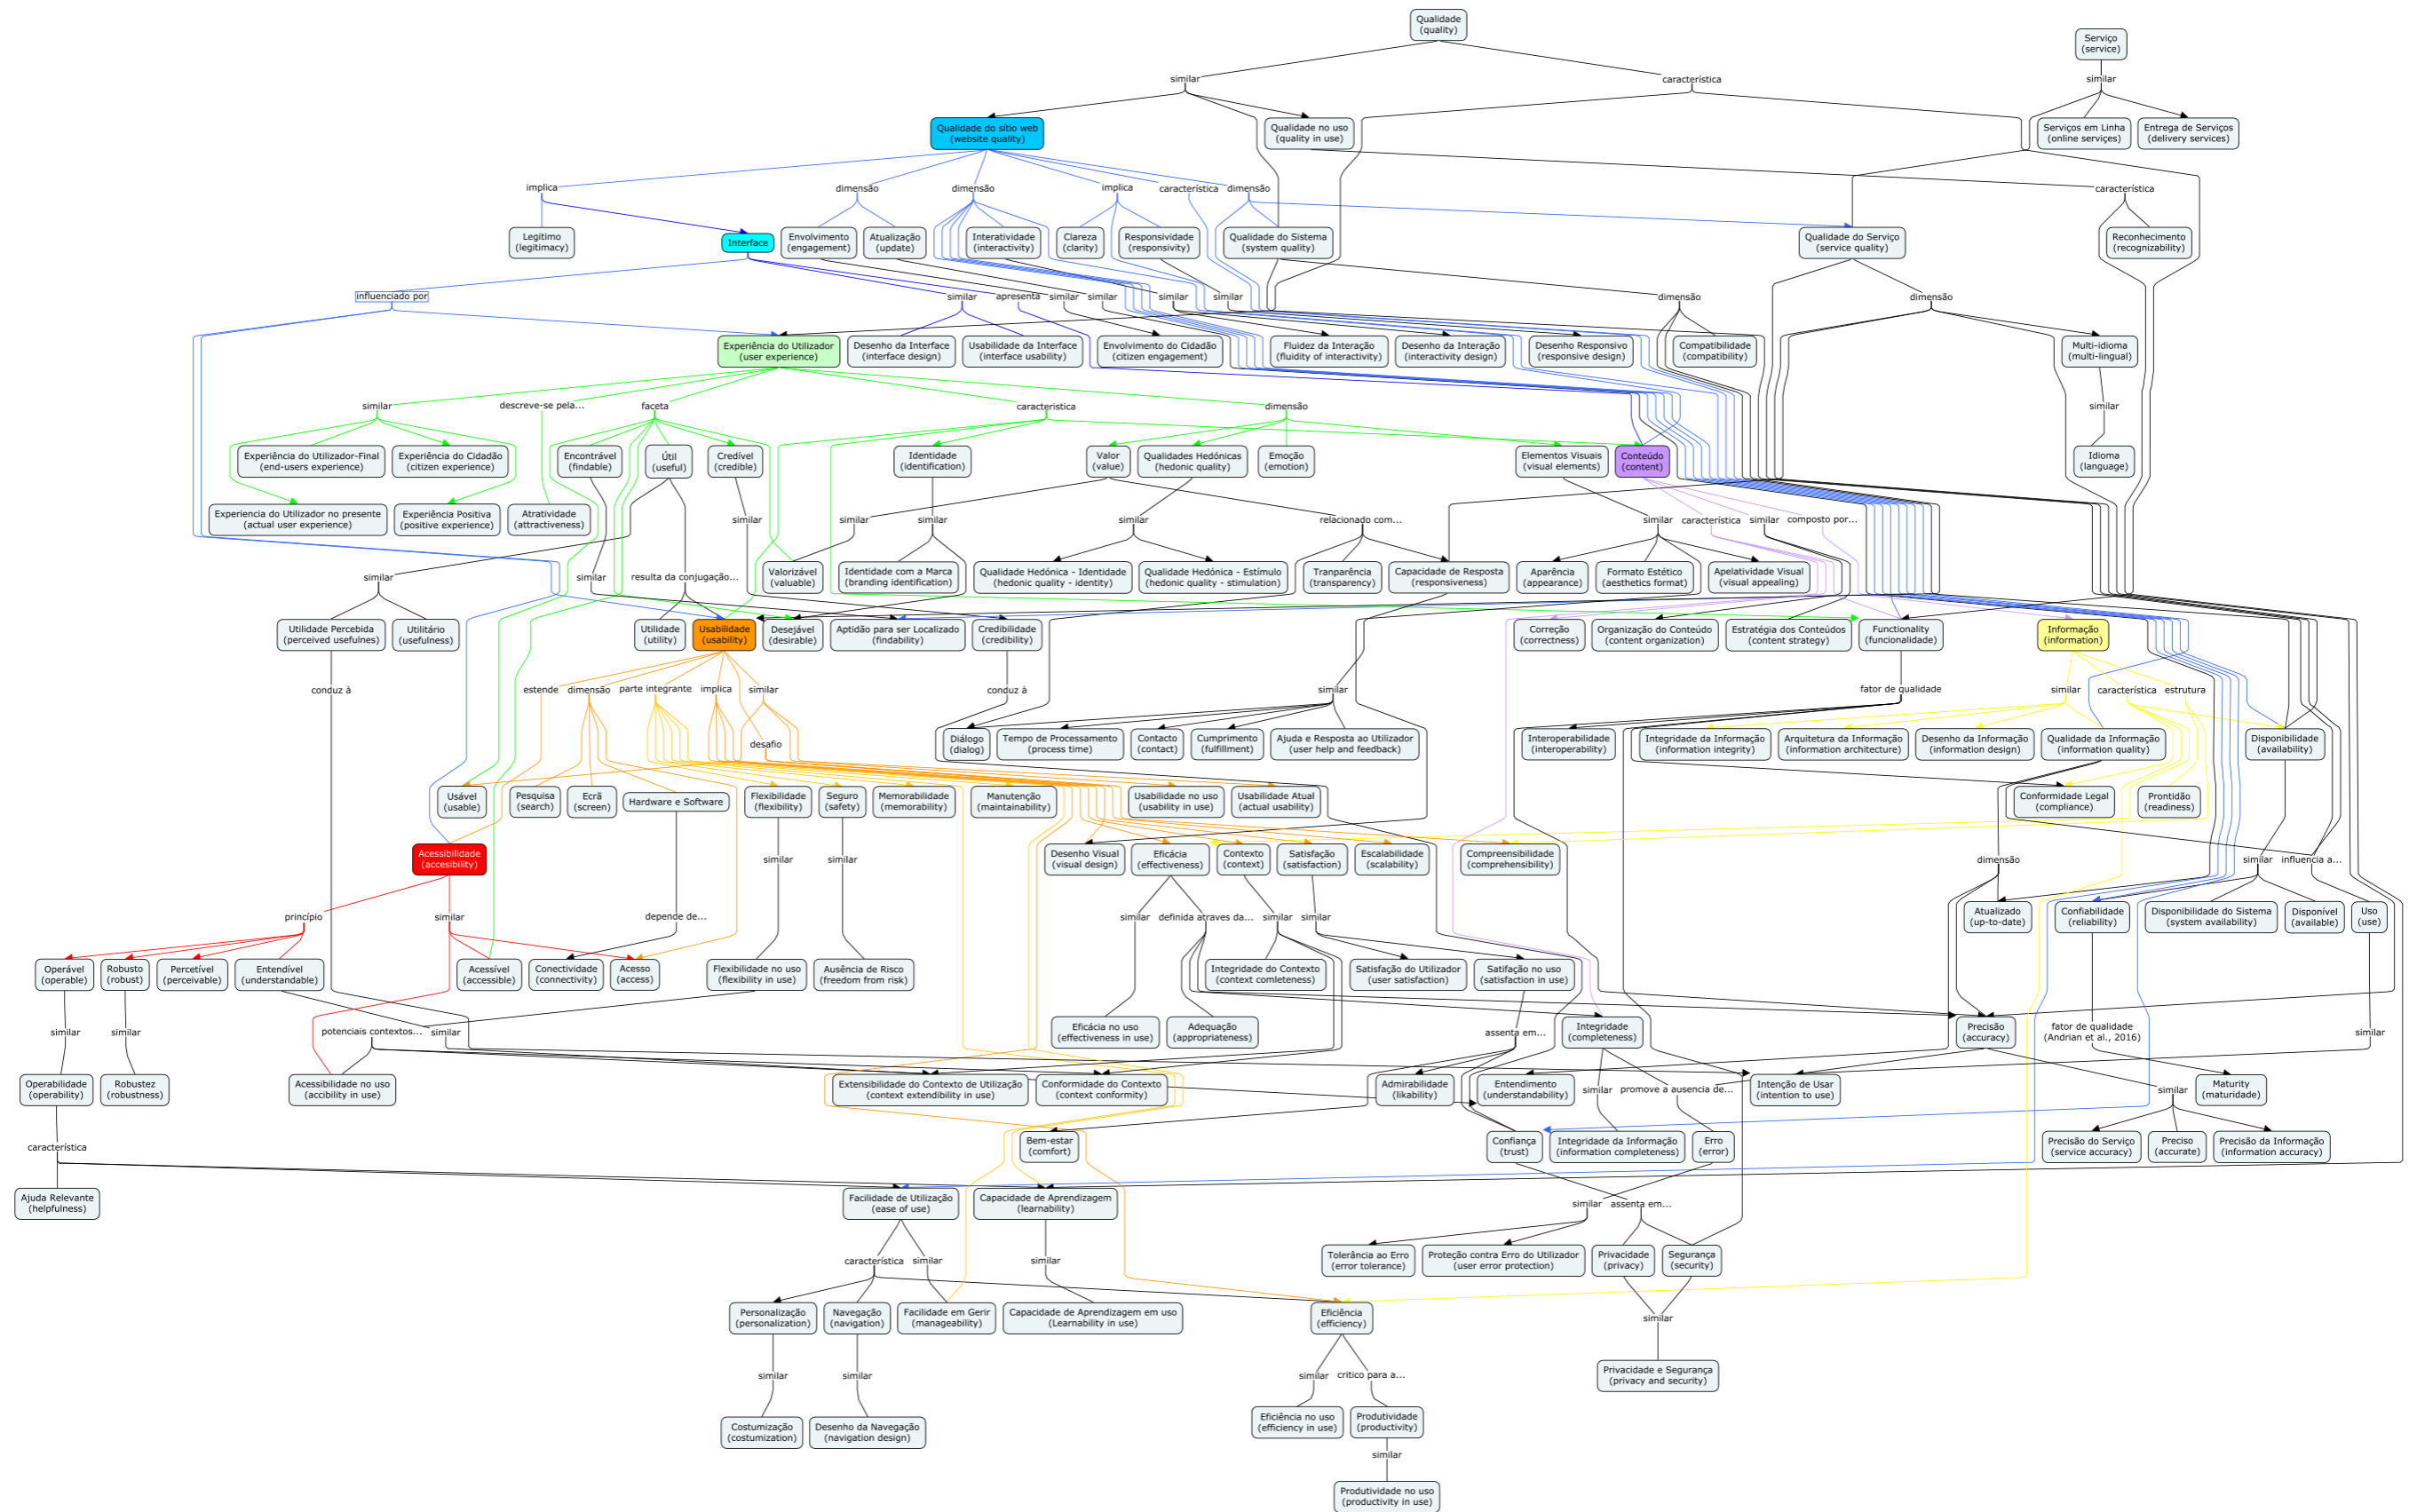 Qualidade
(quality)
Serviço
(service)
similar
característica
similar
Qualidade do sítio web
(website quality)
Qualidade no uso
(quality in use)
Serviços em Linha
(online services)
Entrega de Serviços
(delivery services)
implica
dimensão
dimensão
implica
característica
dimensão
característica
Legitimo
(legitimacy)
Interface
Envolvimento
(engagement)
Atualização
(update)
Interatividade
(interactivity)
Clareza
(clarity)
Responsividade
(responsivity)
Qualidade do Sistema
(system quality)
Qualidade do Serviço
(service quality)
Reconhecimento
(recognizability)
influenciado por
similar
apresenta
similar
similar
similar
similar
dimensão
dimensão
Experiência do Utilizador
(user experience)
Desenho da Interface
(interface design)
Usabilidade da Interface
(interface usability)
Envolvimento do Cidadão
(citizen engagement)
Fluidez da Interação
(fluidity of interactivity)
Desenho da Interação
(interactivity design)
Desenho Responsivo
(responsive design)
Compatibilidade
(compatibility)
Multi-idioma
(multi-lingual)
similar
descreve-se pela...
faceta
caracteristica
dimensão
similar
Experiência do Utilizador-Final
(end-users experience)
Experiência do Cidadão
(citizen experience)
Encontrável
(findable)
Útil
(useful)
Credível
(credible)
Identidade
(identification)
Valor
(value)
Qualidades Hedónicas
(hedonic quality)
Emoção
(emotion)
Elementos Visuais
(visual elements)
Conteúdo
(content)
Idioma
(language)
Experiencia do Utilizador no presente
(actual user experience)
Experiência Positiva
(positive experience)
Atratividade
(attractiveness)
similar
similar
similar
similar
relacionado com...
similar
característica
similar
composto por...
similar
similar
resulta da conjugação...
Valorizável
(valuable)
Identidade com a Marca
(branding identification)
Qualidade Hedónica - Identidade
(hedonic quality - identity)
Qualidade Hedónica - Estímulo
(hedonic quality - stimulation)
Tranparência
(transparency)
Capacidade de Resposta
(responsiveness)
Aparência
(appearance)
Formato Estético
(aesthetics format)
Apelatividade Visual
(visual appealing)
Utilidade Percebida
(perceived usefulnes)
Utilitário
(usefulness)
Utilidade
(utility)
Usabilidade
(usability)
Desejável
(desirable)
Aptidão para ser Localizado
(findability)
Credibilidade
(credibility)
Correção
(correctness)
Organização do Conteúdo
(content organization)
Estratégia dos Conteúdos
(content strategy)
Functionality
(funcionalidade)
Informação
(information)
conduz à
estende
dimensão
parte integrante
implica
similar
conduz à
similar
fator de qualidade
similar
característica
estrutura
desafio
Diálogo
(dialog)
Tempo de Processamento
(process time)
Contacto
(contact)
Cumprimento
(fulfillment)
Ajuda e Resposta ao Utilizador
(user help and feedback)
Interoperabilidade
(interoperability)
Integridade da Informação
(information integrity)
Arquitetura da Informação
(information architecture)
Desenho da Informação
(information design)
Qualidade da Informação
(information quality)
Disponibilidade
(availability)
Usável
(usable)
Pesquisa
(search)
Ecrã
(screen)
Hardware e Software
Flexibilidade
(flexibility)
Seguro
(safety)
Memorabilidade
(memorability)
Manutenção
(maintainability)
Usabilidade no uso
(usability in use)
Usabilidade Atual
(actual usability)
Conformidade Legal
(compliance)
Prontidão
(readiness)
Acessibilidade
(accesibility)
similar
similar
Desenho Visual
(visual design)
Eficácia
(effectiveness)
Contexto
(context)
Satisfação
(satisfaction)
Escalabilidade
(scalability)
Compreensibilidade
(comprehensibility)
dimensão
similar
influencia a...
princípio
similar
depende de...
similar
definida atraves da...
similar
similar
Atualizado
(up-to-date)
Confiabilidade
(reliability)
Disponibilidade do Sistema
(system availability)
Disponível
(available)
Uso
(use)
Operável
(operable)
Robusto
(robust)
Percetível
(perceivable)
Entendível
(understandable)
Acessível
(accessible)
Conectividade
(connectivity)
Acesso
(access)
Flexibilidade no uso
(flexibility in use)
Ausência de Risco
(freedom from risk)
Integridade do Contexto
(context comleteness)
Satisfação do Utilizador
(user satisfaction)
Satifação no uso
(satisfaction in use)
similar
similar
potenciais contextos...
similar
Eficácia no uso
(effectiveness in use)
Adequação
(appropriateness)
assenta em...
Integridade
(completeness)
Precisão
(accuracy)
fator de qualidade
(Andrian et al., 2016)
similar
Operabilidade
(operability)
Robustez
(robustness)
Acessibilidade no uso
(accibility in use)
Extensibilidade do Contexto de Utilização
(context extendibility in use)
Conformidade do Contexto
(context conformity)
Admirabilidade
(likability)
Entendimento
(understandability)
similar
promove a ausencia de...
Intenção de Usar
(intention to use)
similar
Maturity
(maturidade)
característica
Bem-estar
(comfort)
Confiança
(trust)
Integridade da Informação
(information completeness)
Erro
(error)
Precisão do Serviço
(service accuracy)
Preciso
(accurate)
Precisão da Informação
(information accuracy)
Ajuda Relevante
(helpfulness)
Facilidade de Utilização
(ease of use)
Capacidade de Aprendizagem
(learnability)
similar
assenta em...
característica
similar
similar
Tolerância ao Erro
(error tolerance)
Proteção contra Erro do Utilizador
(user error protection)
Privacidade
(privacy)
Segurança
(security)
Personalização
(personalization)
Navegação
(navigation)
Facilidade em Gerir
(manageability)
Capacidade de Aprendizagem em uso
(Learnability in use)
Eficiência
(efficiency)
similar
similar
similar
similar
critico para a...
Privacidade e Segurança
(privacy and security)
Costumização
(costumization)
Desenho da Navegação
(navigation design)
Eficiência no uso
(efficiency in use)
Produtividade
(productivity)
similar
Produtividade no uso
(productivity in use)